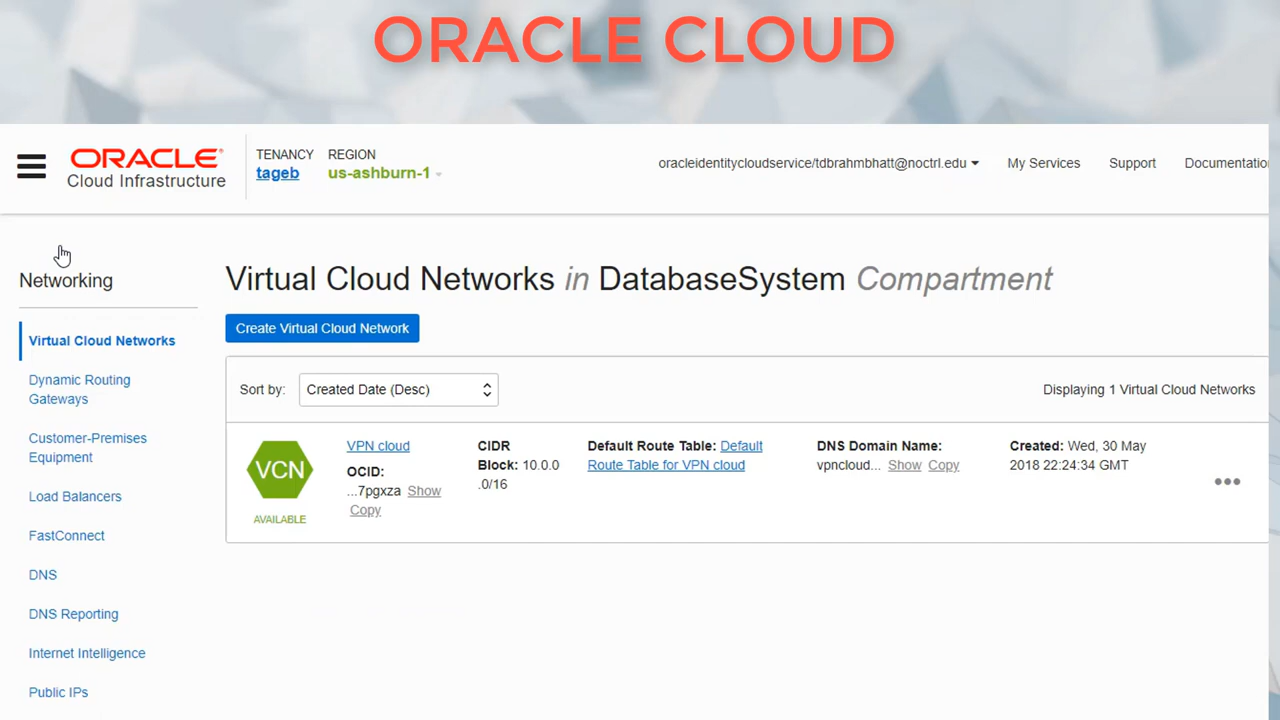 ORACLE CLOUD
ORACLE
Cloud Infrastructure
TENANCY
tageb
REGION
us-ashburn-1
oracleidentitycloudservice/tdbrahmbhatt@noctrl.edu
My Services
Support
Documentatio
Networking
Virtual Cloud Networks
Dynamic Routing
Gateways
Customer-Premises
Equipment
Load Balancers
FastConnect
DNS
DNS Reporting
Internet Intelligence
Public IPs
Virtual Cloud Networks in DatabaseSystem Compartment
Create Virtual Cloud Network
Sort by: Created Date (Desc)
Displaying 1 Virtual Cloud Networks
VCN
AVAILABLE
VPN cloud
OCID:
...7pgxza Show
Copy
CIDR
Block: 10.0.0
.0/16
Default Route Table: Default
Route Table for VPN cloud
DNS Domain Name:
vpncloud... Show Copy
Created: Wed, 30 May
2018 22:24:34 GMT